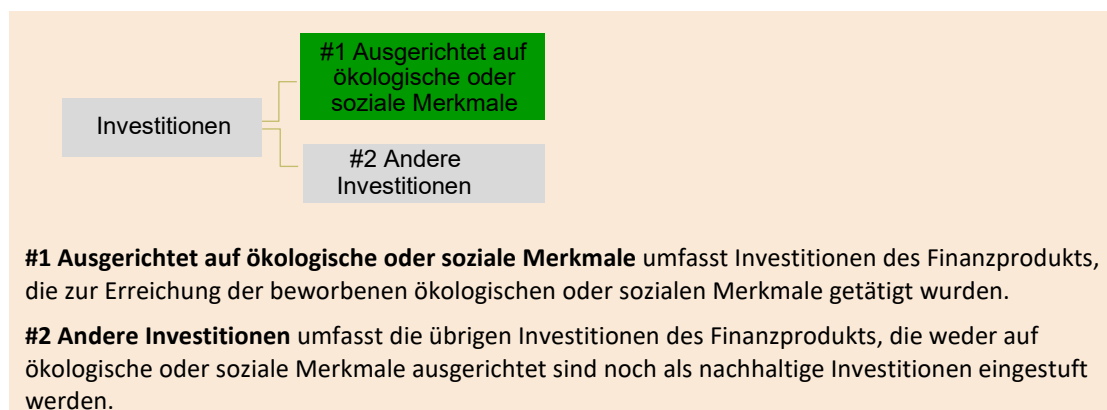 #1 Ausgerichtet auf
ökologische oder
soziale Merkmale
Investitionen
#2 Andere
Investitionen
#1 Ausgerichtet auf ökologische oder soziale Merkmale umfasst Investitionen des Finanzprodukts,
die zur Erreichung der beworbenen ökologischen oder sozialen Merkmale getätigt wurden.
#2 Andere Investitionen umfasst die übrigen Investitionen des Finanzprodukts, die weder auf
ökologische oder soziale Merkmale ausgerichtet sind noch als nachhaltige Investitionen eingestuft
werden.